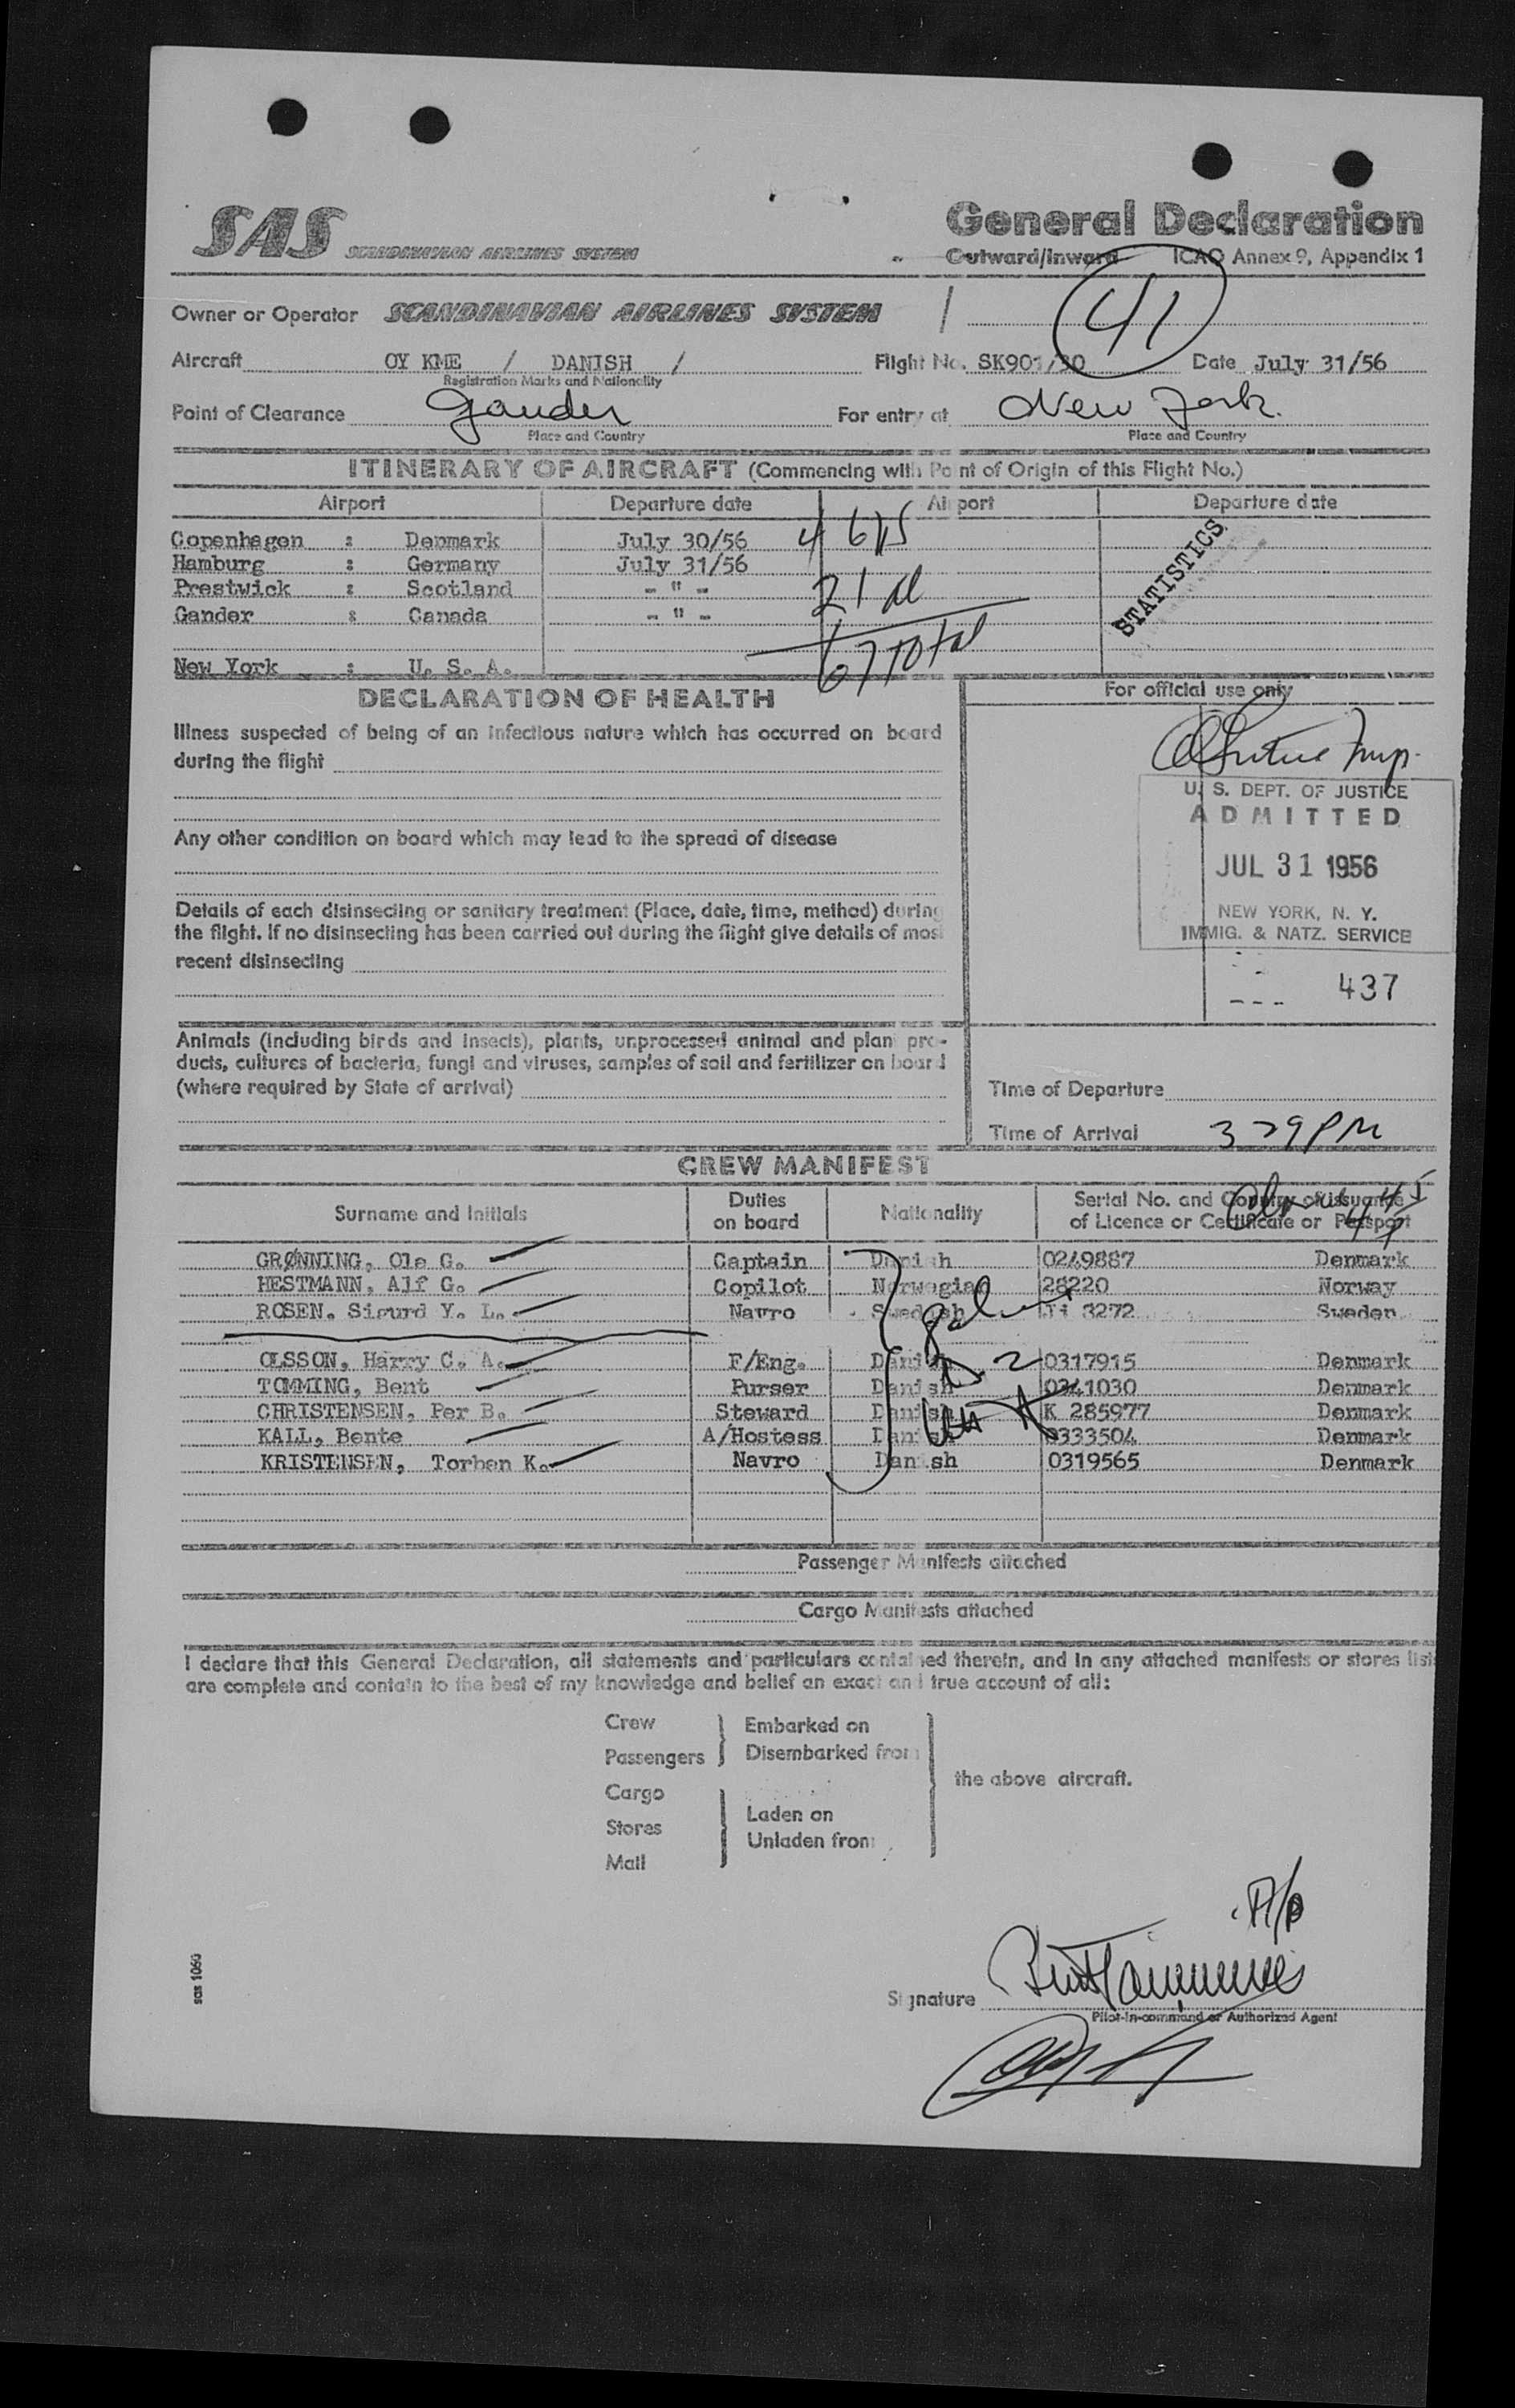 SAS SCANDINAVIAN AIRLINES SYSTEM
General Declaration
Outward/Inward ICAO Annex 9, Appendix 1
Owner or Operator SCANDINAVIAN AIRLINES SYSTEM
41
Aircraft OY KME / DANISH / Flight No. SK901/30 Date July 31/56
Registration Marks and Nationality
Point of Clearance Gander For entry at New York.
Place and Country Place and Country
ITINERARY OF AIRCRAFT (Commencing with Point of Origin of this Flight No.)
Airport Departure date Airport Departure date
Copenhagen : Denmark July 30/56
Hamburg : Germany July 31/56
Prestwick : Scotland - " -
Gander : Canada - " -
New York : U. S. A.
21 al
67 Total
STATISTICS
DECLARATION OF HEALTH
Illness suspected of being of an infectious nature which has occurred on board
during the flight
Any other condition on board which may lead to the spread of disease
Details of each disinsecting or sanitary treatment (Place, date, time, method) during
the flight. If no disinsecting has been carried out during the flight give details of most
recent disinsecting
For official use only
U. S. DEPT. OF JUSTICE
ADMITTED
JUL 31 1956
NEW YORK, N. Y.
IMMIG. & NATZ. SERVICE
437
Animals (including birds and insects), plants, unprocessed animal and plant pro-
ducts, cultures of bacteria, fungi and viruses, samples of soil and fertilizer on board
(where required by State of arrival)
Time of Departure
Time of Arrival 3 29 PM
CREW MANIFEST
Surname and Initials Duties on board Nationality Serial No. and Country of issuance of Licence or Certificate or Passport
GRØNNING, Ole G. Captain Danish 0249887 Denmark
HESTMANN, Alf G. Copilot Norwegian 28220 Norway
ROSEN. Sigurd Y. L. Navro Swedish 3272 Sweden
OLSSON, Harry C. A. F/Eng. Danish 0317915 Denmark
TOMMING, Bent Purser Danish 0341030 Denmark
CHRISTENSEN, Per B. Steward Danish K 285977 Denmark
KALL, Bente A/Hostess Danish 0333504 Denmark
KRISTENSEN, Torben K. Navro Danish 0319565 Denmark
Passenger Manifests attached
Cargo Manifests attached
I declare that this General Declaration, all statements and particulars contained therein, and in any attached manifests or stores list
are complete and contain to the best of my knowledge and belief an exact and true account of all:
Crew
Passengers
Embarked on
Disembarked from
Cargo
Stores
Mail
Laden on
Unladen from
the above aircraft.
sas 1060
Signature
Pilot-in-command or Authorized Agent